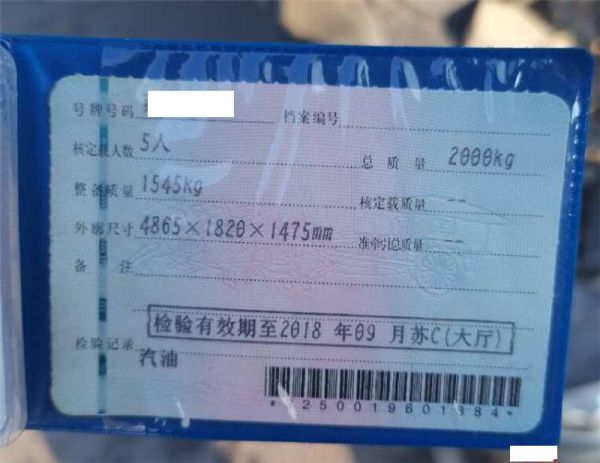 号牌号码 档案编号
核定载人数 5人 总质量 2000kg
整备质量 1545kg 核定载质量 --
外廓尺寸 4865×1820×1475mm 准牵引总质量 --
备注
检验记录 检验有效期至2018 年09 月苏C(大厅)
汽油
*250019601884*